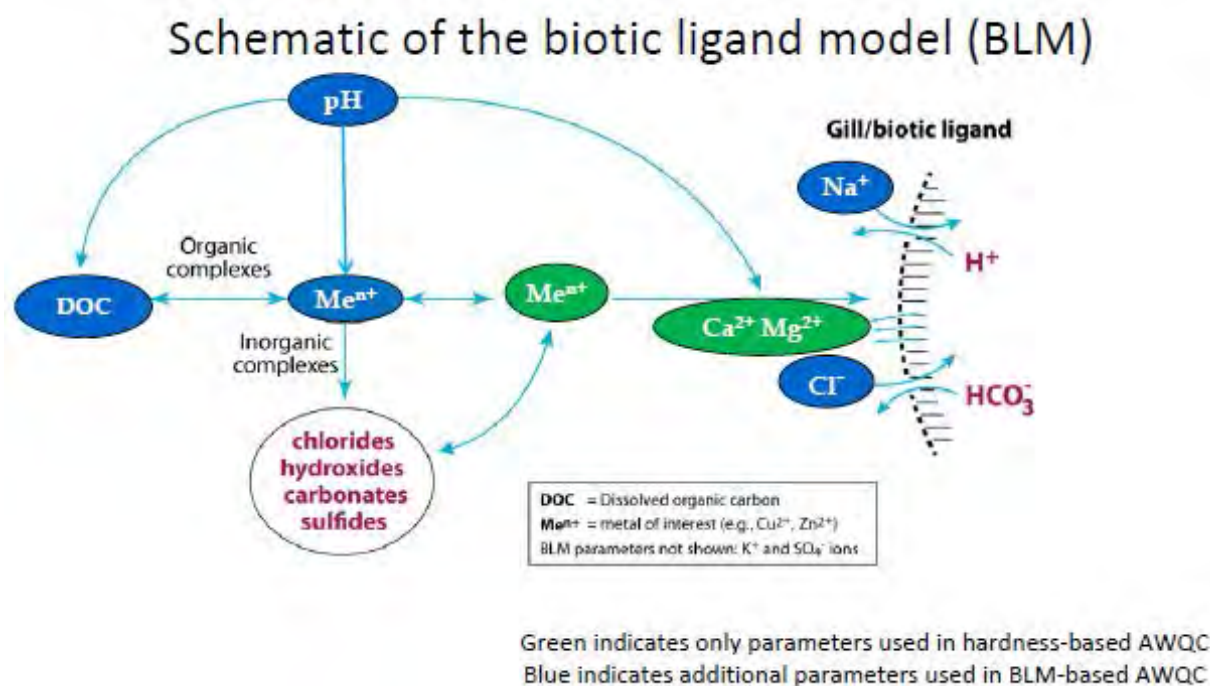 Schematic of the biotic ligand model (BLM)
pH
Gill/biotic ligand
Na⁺
H⁺
Organic
complexes
DOC
Meⁿ⁺
Meⁿ⁺
Ca²⁺ Mg²⁺
Inorganic
complexes
Cl⁻
HCO₃⁻
chlorides
hydroxides
carbonates
sulfides
DOC = Dissolved organic carbon
Meⁿ⁺ = metal of interest (e.g., Cu²⁺, Zn²⁺)
BLM parameters not shown: K⁺ and SO₄⁻ ions
Green indicates only parameters used in hardness-based AWQC
Blue indicates additional parameters used in BLM-based AWQC